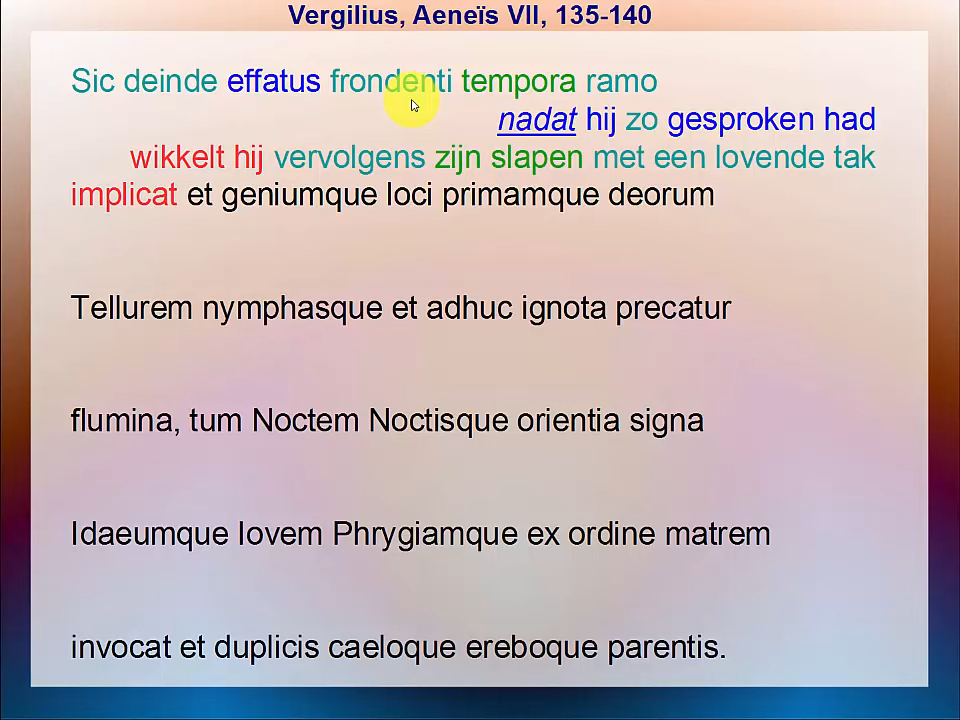 Vergilius, Aeneïs VII, 135-140
Sic deinde effatus frondenti tempora ramo
nadat hij zo gesproken had
wikkelt hij vervolgens zijn slapen met een lovende tak
implicat et geniumque loci primamque deorum
Tellurem nymphasque et adhuc ignota precatur
flumina, tum Noctem Noctisque orientia signa
Idaeumque Iovem Phrygiamque ex ordine matrem
invocat et duplicis caeloque ereboque parentis.